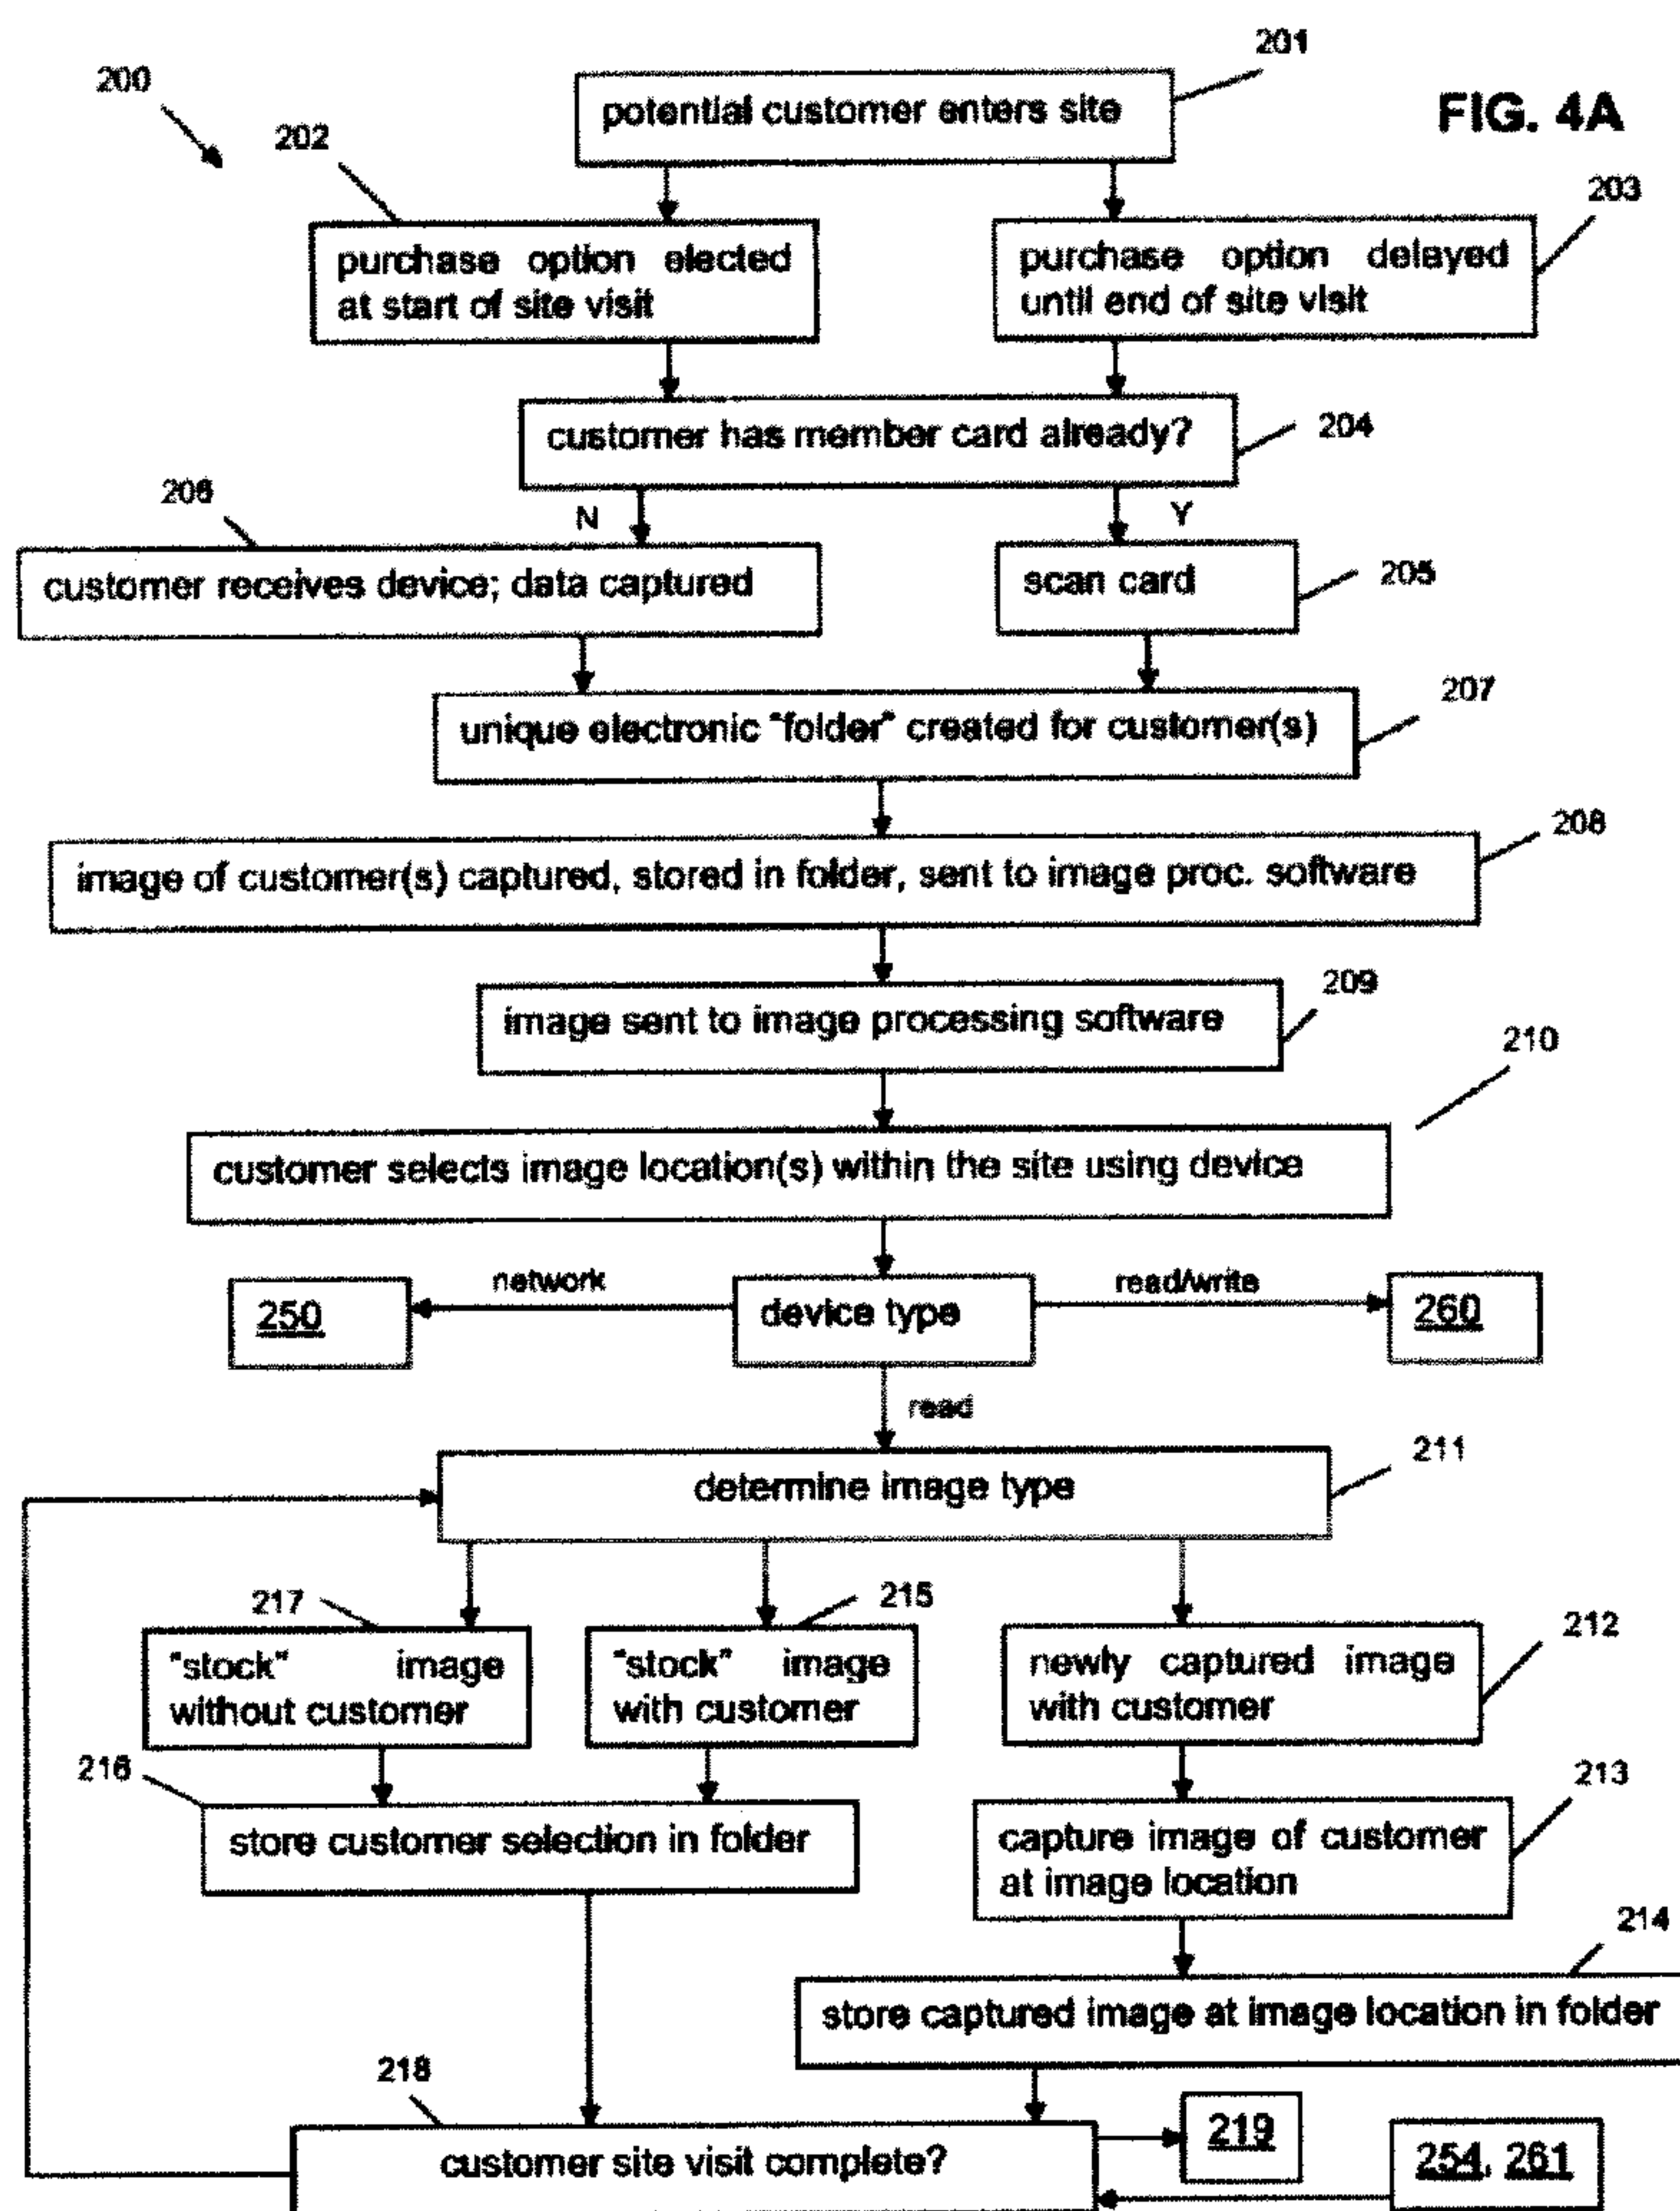 201
200
FIG. 4A
potential customer enters site
202
203
purchase option elected
at start of site visit
purchase option delayed
until end of site visit
customer has member card already?
204
206
N
Y
customer receives device; data captured
scan card
205
207
unique electronic "folder" created for customer(s)
208
image of customer(s) captured, stored in folder, sent to image proc. software
209
image sent to image processing software
210
customer selects image location(s) within the site using device
250
network
device type
read/write
260
read
211
determine image type
217
215
212
"stock" image
without customer
"stock" image
with customer
newly captured image
with customer
216
213
store customer selection in folder
capture image of customer
at image location
214
store captured image at image location in folder
218
219
customer site visit complete?
254, 261